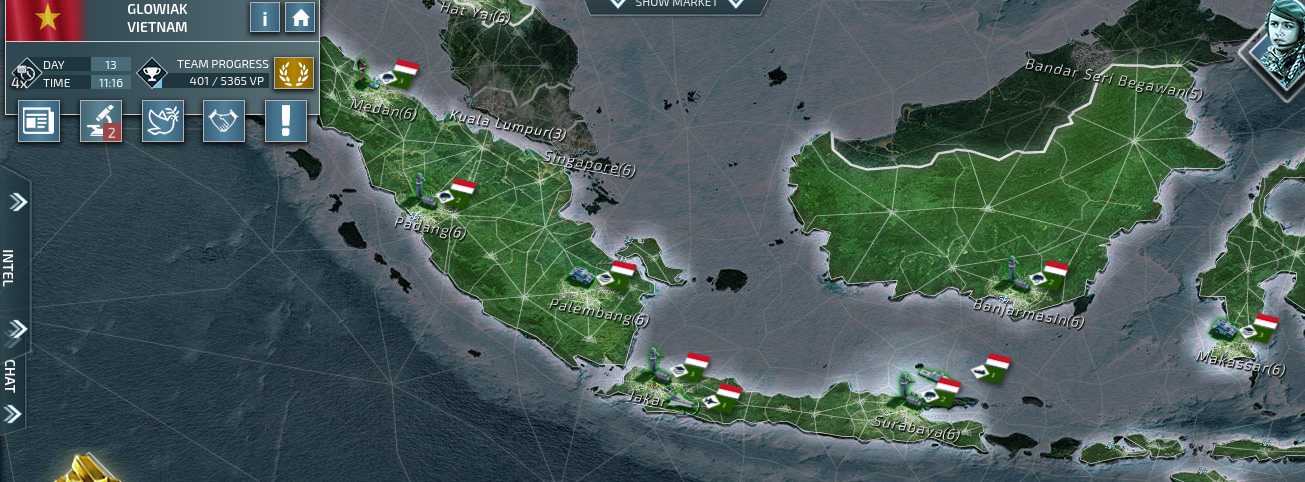 GLOWIAK
VIETNAM
i
DAY 13
TIME 11:16
4X
TEAM PROGRESS
401 / 5365 VP
2
SHOW MARKET
INTEL
CHAT
Hat Yai(6)
Medan(6)
Kuala Lumpur(3)
Singapore(6)
Bandar Seri Begawan(5)
Padang(6)
Palembang(6)
Banjarmasin(6)
Makassar(6)
Jakar
Surabaya(6)